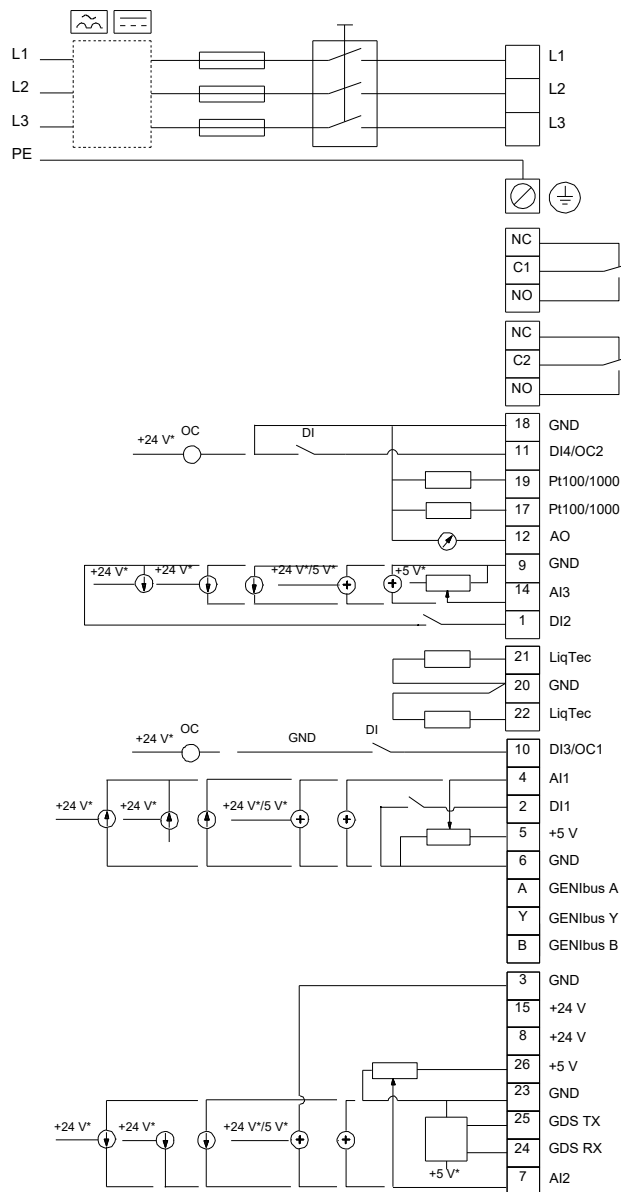 L1 L1
L2 L2
L3 L3
PE
NC
C1
NO
NC
C2
NO
18 GND
+24 V* OC DI 11 DI4/OC2
19 Pt100/1000
17 Pt100/1000
12 AO
9 GND
+24 V* +24 V* +24 V*/5 V* +5 V*
14 AI3
1 DI2
21 LiqTec
20 GND
22 LiqTec
+24 V* OC GND DI 10 DI3/OC1
4 AI1
+24 V* +24 V* +24 V*/5 V* 2 DI1
5 +5 V
6 GND
A GENIbus A
Y GENIbus Y
B GENIbus B
3 GND
15 +24 V
8 +24 V
26 +5 V
23 GND
25 GDS TX
+24 V* +24 V* +24 V*/5 V* 24 GDS RX
+5 V* 7 AI2